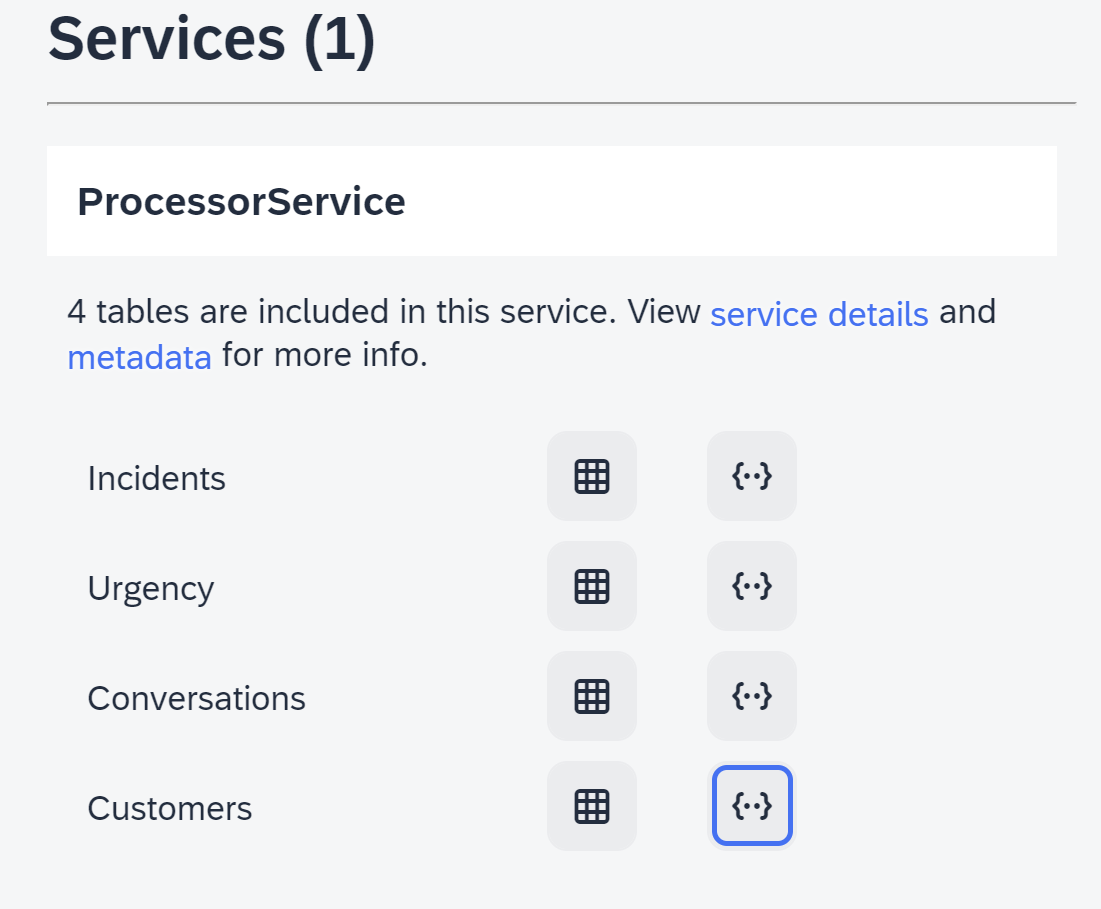 Services (1)
ProcessorService
4 tables are included in this service. View service details and
metadata for more info.
Incidents
Urgency
Conversations
Customers